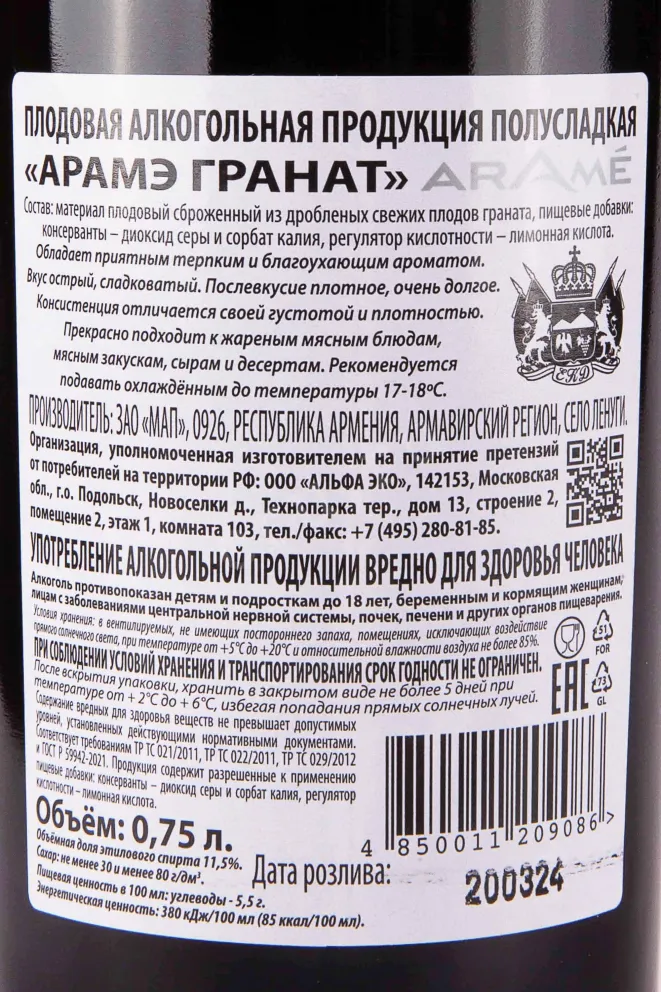 ПЛОДОВАЯ АЛКОГОЛЬНАЯ ПРОДУКЦИЯ ПОЛУСЛАДКАЯ
«АРАМЭ ГРАНАТ» ARAMÉ
Состав: материал плодовый сброженный из дробленых свежих плодов граната, пищевые добавки:
консерванты – диоксид серы и сорбат калия, регулятор кислотности – лимонная кислота.
Обладает приятным терпким и благоухающим ароматом.
Вкус острый, сладковатый. Послевкусие плотное, очень долгое.
Консистенция отличается своей густотой и плотностью.
Прекрасно подходит к жареным мясным блюдам,
мясным закускам, сырам и десертам. Рекомендуется
подавать охлаждённым до температуры 17-18ºС.
ЕКД
ПРОИЗВОДИТЕЛЬ: ЗАО «МАП», 0926, РЕСПУБЛИКА АРМЕНИЯ, АРМАВИРСКИЙ РЕГИОН, СЕЛО ЛЕНУГИ.
Организация, уполномоченная изготовителем на принятие претензий
от потребителей на территории РФ: ООО «АЛЬФА ЭКО», 142153, Московская
обл., г.о. Подольск, Новоселки д., Технопарка тер., дом 13, строение 2,
помещение 2, этаж 1, комната 103, тел./факс: +7 (495) 280-81-85.
УПОТРЕБЛЕНИЕ АЛКОГОЛЬНОЙ ПРОДУКЦИИ ВРЕДНО ДЛЯ ЗДОРОВЬЯ ЧЕЛОВЕКА
Алкоголь противопоказан детям и подросткам до 18 лет, беременным и кормящим женщинам,
лицам с заболеваниями центральной нервной системы, почек, печени и других органов пищеварения.
Условия хранения: в вентилируемых, не имеющих постороннего запаха, помещениях, исключающих воздействие
прямого солнечного света, при температуре от +5°С до +20°С и относительной влажности воздуха не более 85%.
ПРИ СОБЛЮДЕНИИ УСЛОВИЙ ХРАНЕНИЯ И ТРАНСПОРТИРОВАНИЯ СРОК ГОДНОСТИ НЕ ОГРАНИЧЕН.
После вскрытия упаковки, хранить в закрытом виде не более 5 дней при
температуре от + 2°С до + 6°С, избегая попадания прямых солнечных лучей.
51
FOR
EAC
73
GL
Содержание вредных для здоровья веществ не превышает допустимых
уровней, установленных действующими нормативными документами.
Соответствует требованиям ТР ТС 021/2011, ТР ТС 022/2011, ТР ТС 029/2012
и ГОСТ Р 59942-2021. Продукция содержит разрешенные к применению
пищевые добавки: консерванты – диоксид серы и сорбат калия, регулятор
кислотности – лимонная кислота.
Объём: 0,75 л.
Объёмная доля этилового спирта 11,5%.
Сахар: не менее 30 и менее 80 г/дм³.
Пищевая ценность в 100 мл: углеводы - 5,5 г.
Энергетическая ценность: 380 кДж/100 мл (85 ккал/100 мл).
4 850011 209086 >
Дата розлива: 200324